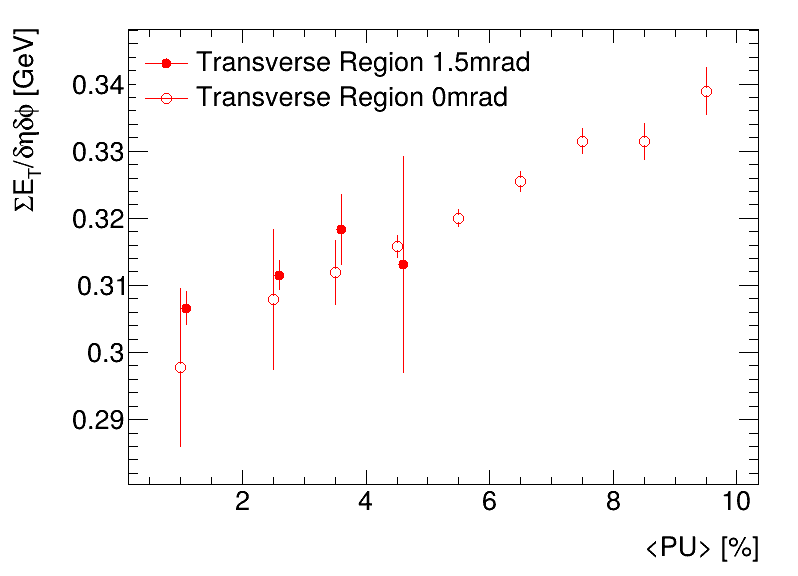 ΣE_T/δηδϕ [GeV]
Transverse Region 1.5mrad
Transverse Region 0mrad
0.34
0.33
0.32
0.31
0.3
0.29
2 4 6 8 10
<PU> [%]